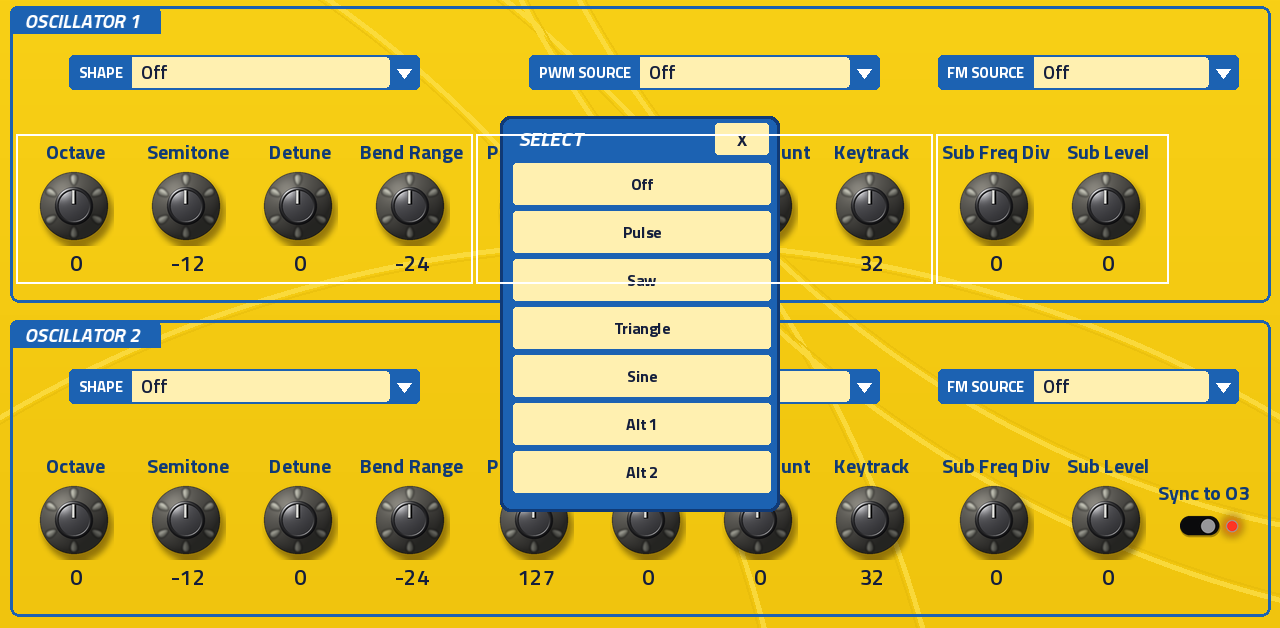 OSCILLATOR 1
SHAPE Off
PWM SOURCE Off
FM SOURCE Off
SELECT X
Octave Semitone Detune Bend Range Keytrack Sub Freq Div Sub Level
Off
Pulse
0 -12 0 -24 32 0 0
Saw
Triangle
OSCILLATOR 2
Sine
SHAPE Off
FM SOURCE Off
Alt 1
Octave Semitone Detune Bend Range Keytrack Sub Freq Div Sub Level
Alt 2
Sync to O3
0 -12 0 -24 127 0 0 32 0 0